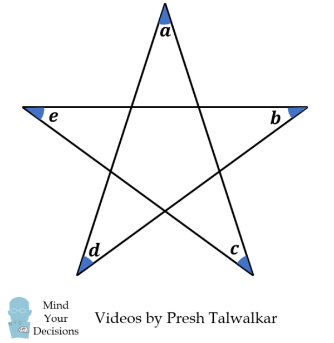 a
e b
d c
Mind
Your
Decisions
Videos by Presh Talwalkar